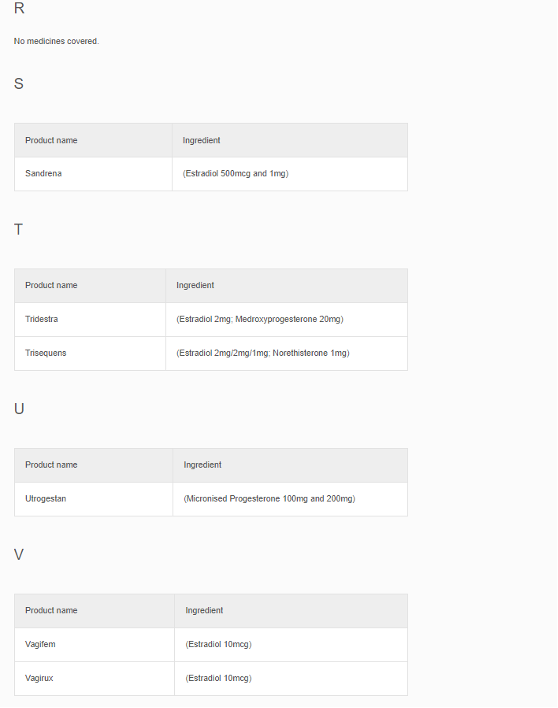 R
No medicines covered.
S
Product name Ingredient
Sandrena (Estradiol 500mcg and 1mg)
T
Product name Ingredient
Tridestra (Estradiol 2mg; Medroxyprogesterone 20mg)
Trisequens (Estradiol 2mg/2mg/1mg; Norethisterone 1mg)
U
Product name Ingredient
Utrogestan (Micronised Progesterone 100mg and 200mg)
V
Product name Ingredient
Vagifem (Estradiol 10mcg)
Vagirux (Estradiol 10mcg)